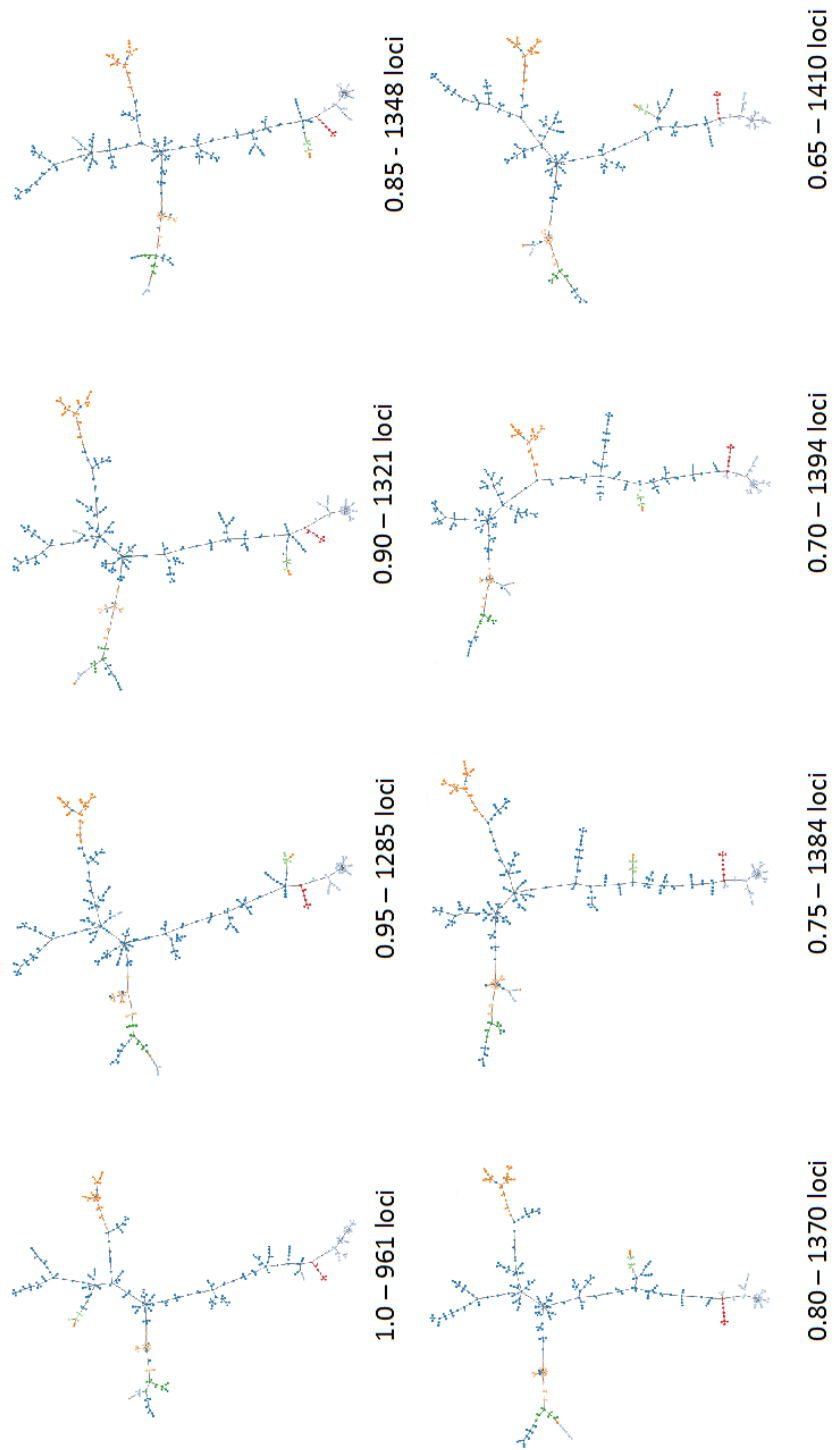 1.0 – 961 loci
0.95 – 1285 loci
0.90 – 1321 loci
0.85 - 1348 loci
0.80 – 1370 loci
0.75 – 1384 loci
0.70 – 1394 loci
0.65 – 1410 loci